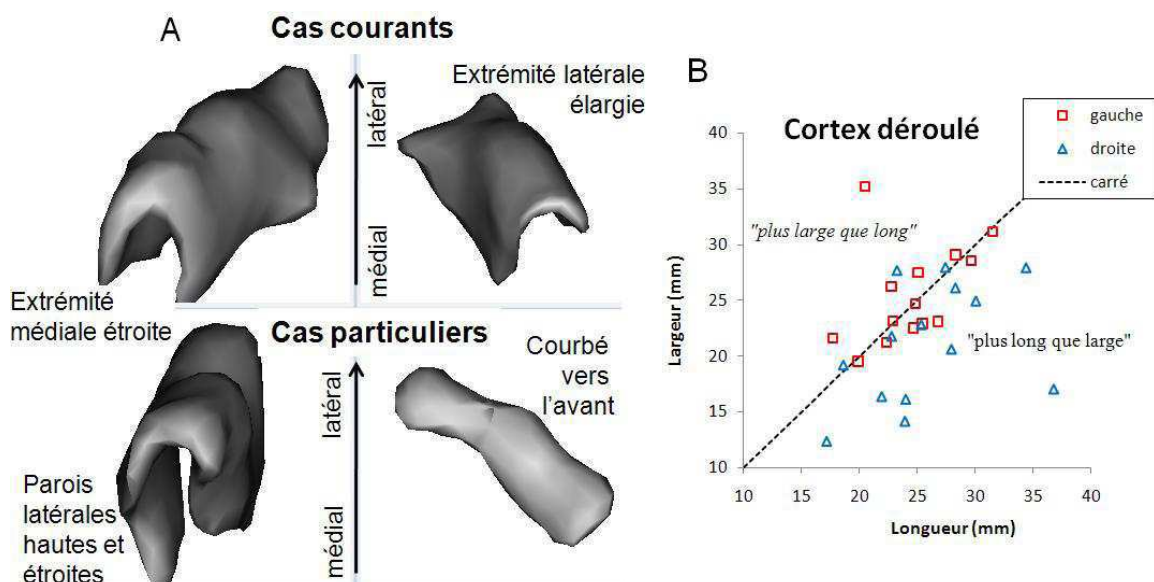 A
Cas courants
latéral
médial
Extrémité latérale
élargie
Extrémité
médiale étroite
Cas particuliers
latéral
médial
Courbé
vers
l'avant
Parois
latérales
hautes et
étroites
B
Cortex déroulé
gauche
droite
carré
"plus large que long"
"plus long que large"
Largeur (mm)
40
35
30
25
20
15
10
10 15 20 25 30 35 40
Longueur (mm)